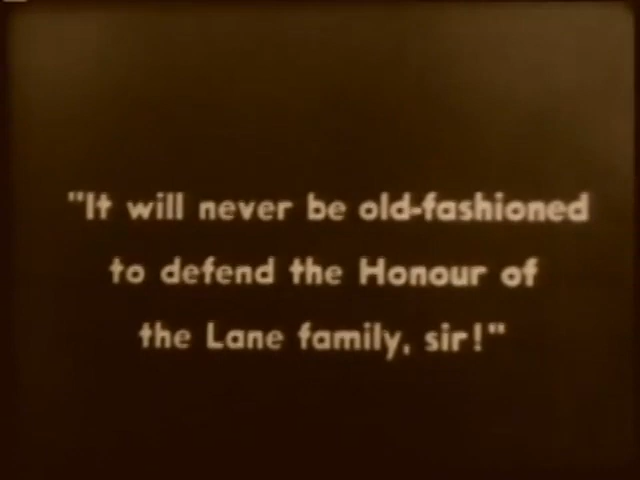 "It will never be old-fashioned
to defend the Honour of
the Lane family, sir!"